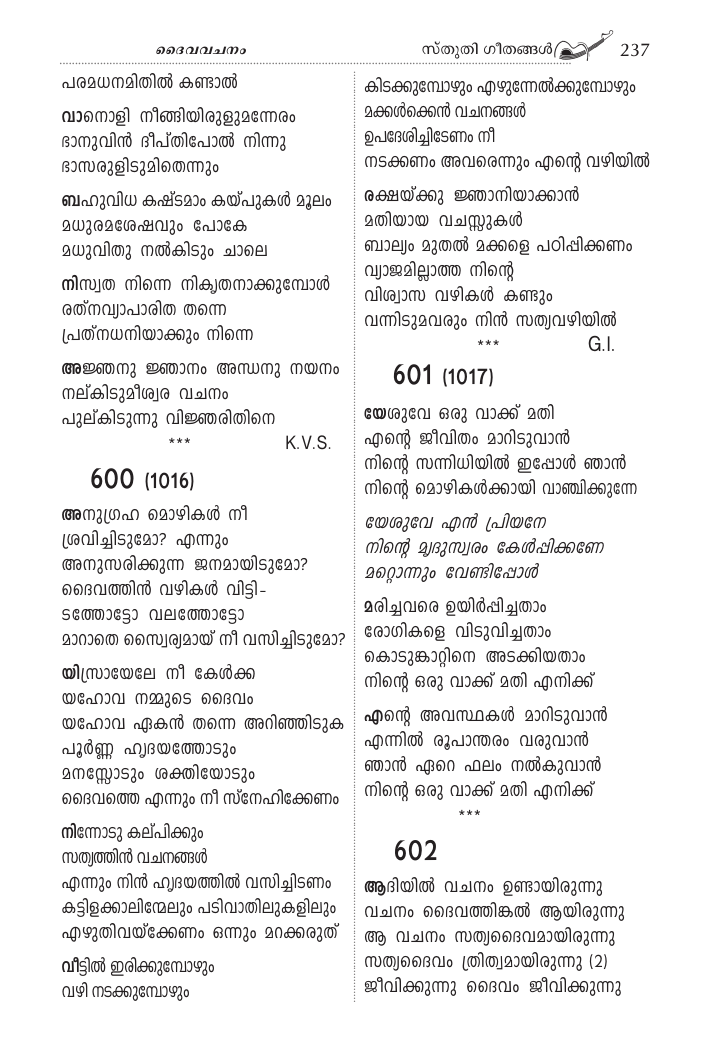 ദൈവവചനം
സ്തുതി ഗീതങ്ങൾ 237
പരമധനമിതിൽ കണ്ടാൽ
വാനൊളി നീങ്ങിയിരുളുമന്നേരം
ഭാനുവിൻ ദീപ്തിപോൽ നിന്നു
ഭാസരുളിടുമിതെന്നും
ബഹുവിധ കഷ്ടമാം കയ്പുകൾ മൂലം
മധുരമശേഷവും പോകേ
മധുവിതു നൽകിടും ചാലെ
നിസ്വത നിന്നെ നികൃതനാക്കുമ്പോൾ
രത്നവ്യാപാരിത തന്നെ
പ്രത്നധനിയാക്കും നിന്നെ
അജ്ഞനു ജ്ഞാനം അന്ധനു നയനം
നല്കിടുമീശ്വര വചനം
പുല്കിടുന്നു വിജ്ഞരിതിനെ
*** K.V.S.
600 (1016)
അനുഗ്രഹ മൊഴികൾ നീ
ശ്രവിച്ചിടുമോ? എന്നും
അനുസരിക്കുന്ന ജനമായിടുമോ?
ദൈവത്തിൻ വഴികൾ വിട്ടി-
ടത്തോട്ടോ വലത്തോട്ടോ
മാറാതെ സ്വൈര്യമായ് നീ വസിച്ചിടുമോ?
യിസ്രായേലേ നീ കേൾക്ക
യഹോവ നമ്മുടെ ദൈവം
യഹോവ ഏകൻ തന്നെ അറിഞ്ഞിടുക
പൂർണ്ണ ഹൃദയത്തോടും
മനസ്സോടും ശക്തിയോടും
ദൈവത്തെ എന്നും നീ സ്നേഹിക്കേണം
നിന്നോടു കല്പിക്കും
സത്യത്തിൻ വചനങ്ങൾ
എന്നും നിൻ ഹൃദയത്തിൽ വസിച്ചിടണം
കട്ടിളക്കാലിന്മേലും പടിവാതിലുകളിലും
എഴുതിവയ്ക്കേണം ഒന്നും മറക്കരുത്
വീട്ടിൽ ഇരിക്കുമ്പോഴും
വഴി നടക്കുമ്പോഴും
കിടക്കുമ്പോഴും എഴുന്നേൽക്കുമ്പോഴും
മക്കൾക്കെൻ വചനങ്ങൾ
ഉപദേശിച്ചിടേണം നീ
നടക്കണം അവരെന്നും എന്റെ വഴിയിൽ
രക്ഷയ്ക്കു ജ്ഞാനിയാക്കാൻ
മതിയായ വചസ്സുകൾ
ബാല്യം മുതൽ മക്കളെ പഠിപ്പിക്കണം
വ്യാജമില്ലാത്ത നിന്റെ
വിശ്വാസ വഴികൾ കണ്ടും
വന്നിടുമവരും നിൻ സത്യവഴിയിൽ
*** G.I.
601 (1017)
യേശുവേ ഒരു വാക്ക് മതി
എന്റെ ജീവിതം മാറിടുവാൻ
നിന്റെ സന്നിധിയിൽ ഇപ്പോൾ ഞാൻ
നിന്റെ മൊഴികൾക്കായി വാഞ്ചിക്കുന്നേ
യേശുവേ എൻ പ്രിയനേ
നിന്റെ മൃദുസ്വരം കേൾപ്പിക്കണേ
മറ്റൊന്നും വേണ്ടിപ്പോൾ
മരിച്ചവരെ ഉയിർപ്പിച്ചതാം
രോഗികളെ വിടുവിച്ചതാം
കൊടുങ്കാറ്റിനെ അടക്കിയതാം
നിന്റെ ഒരു വാക്ക് മതി എനിക്ക്
എന്റെ അവസ്ഥകൾ മാറിടുവാൻ
എന്നിൽ രൂപാന്തരം വരുവാൻ
ഞാൻ ഏറെ ഫലം നൽകുവാൻ
നിന്റെ ഒരു വാക്ക് മതി എനിക്ക്
***
602
ആദിയിൽ വചനം ഉണ്ടായിരുന്നു
വചനം ദൈവത്തിങ്കൽ ആയിരുന്നു
ആ വചനം സത്യദൈവമായിരുന്നു
സത്യദൈവം ത്രിത്വമായിരുന്നു (2)
ജീവിക്കുന്നു ദൈവം ജീവിക്കുന്നു